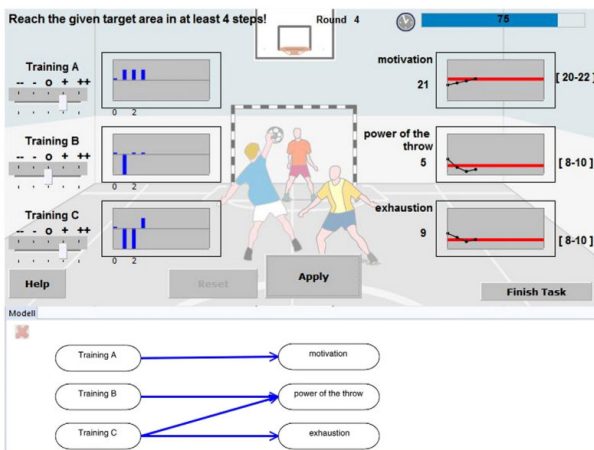 Reach the given target area in at least 4 steps!
Round 4
75
Training A
-- - o + ++
0 2
motivation
21
[ 20-22 ]
Training B
-- - o + ++
0 2
power of the
throw
5
[ 8-10 ]
Training C
-- - o + ++
0 2
exhaustion
9
[ 8-10 ]
Help
Reset
Apply
Finish Task
Modell
Training A
motivation
Training B
power of the throw
Training C
exhaustion